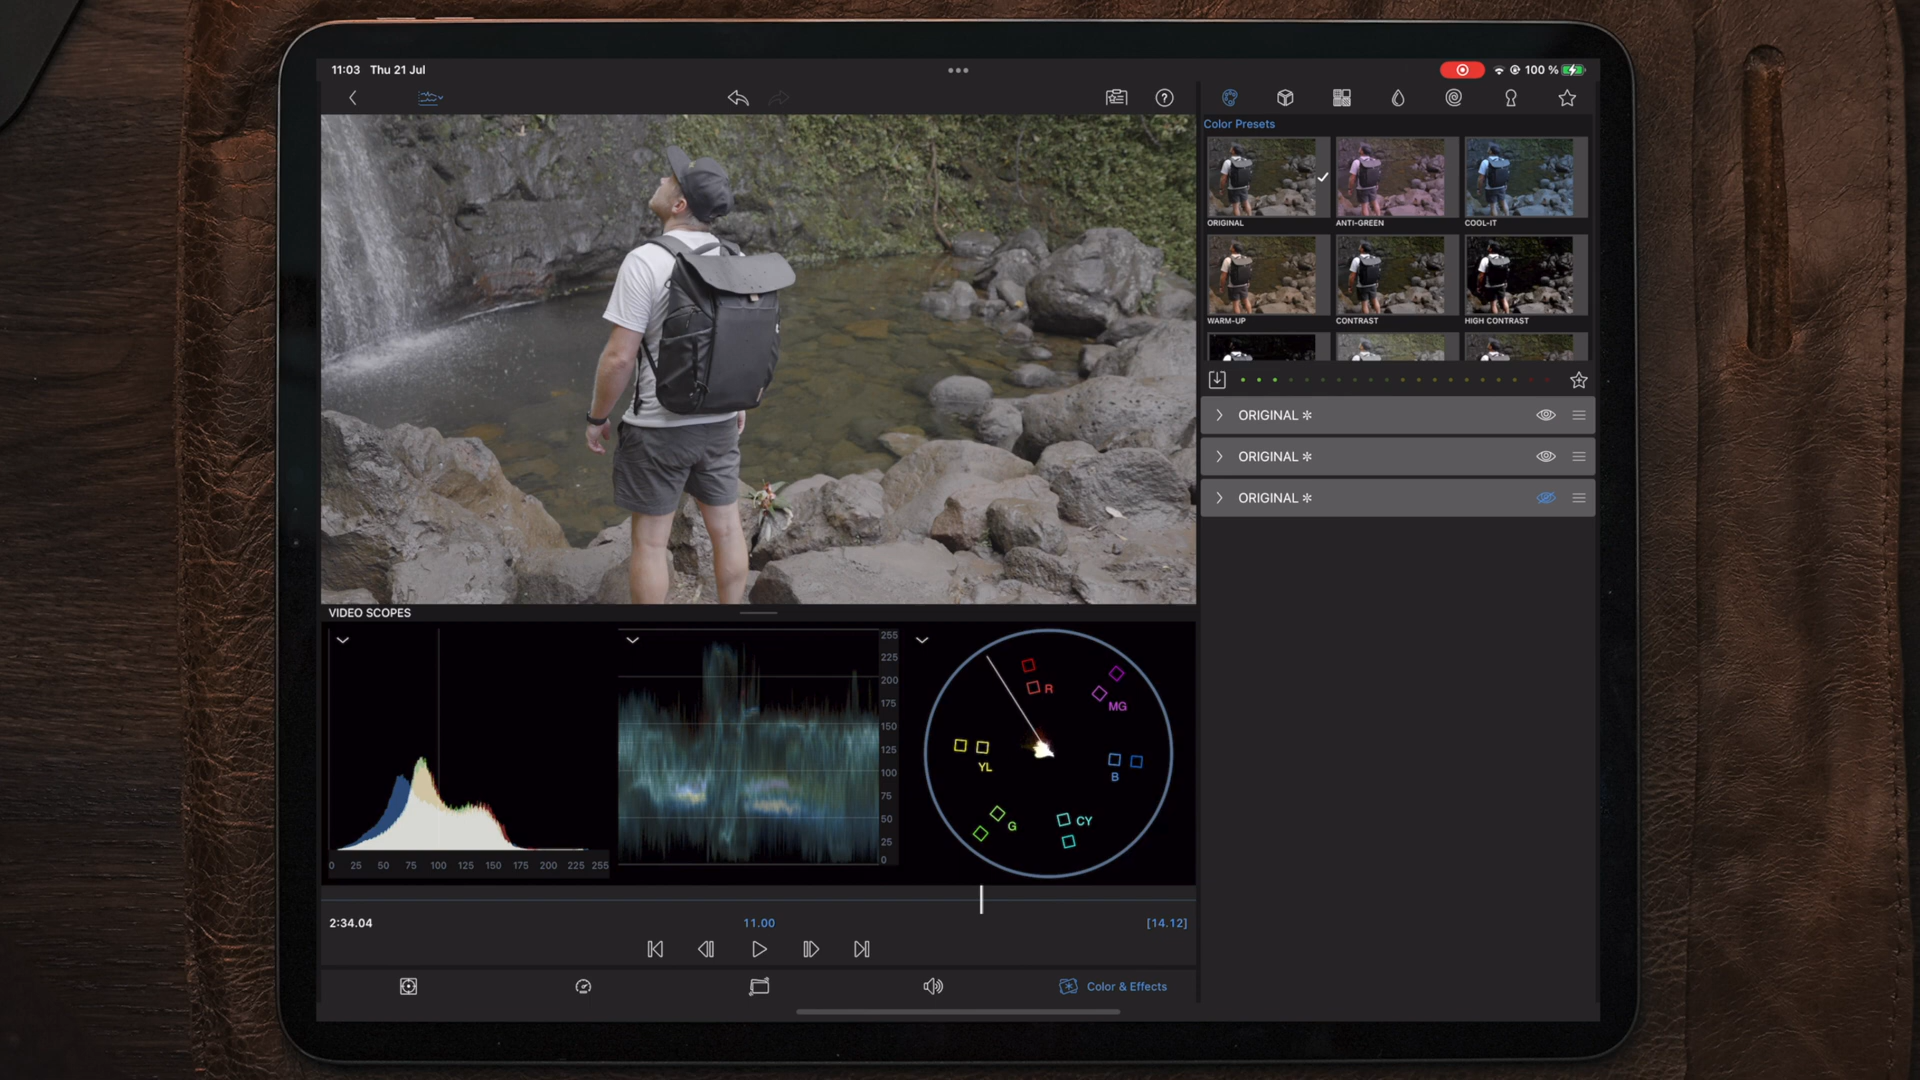 11:03 Thu 21 Jul
100 %
Color Presets
ORIGINAL
ANTI-GREEN
COOL-IT
WARM-UP
CONTRAST
HIGH CONTRAST
ORIGINAL *
ORIGINAL *
ORIGINAL *
VIDEO SCOPES
0 25 50 75 100 125 150 175 200 225 255
255
225
200
175
150
125
100
75
50
25
0
R
MG
YL
B
G
CY
2:34.04
11.00
[14.12]
Color & Effects